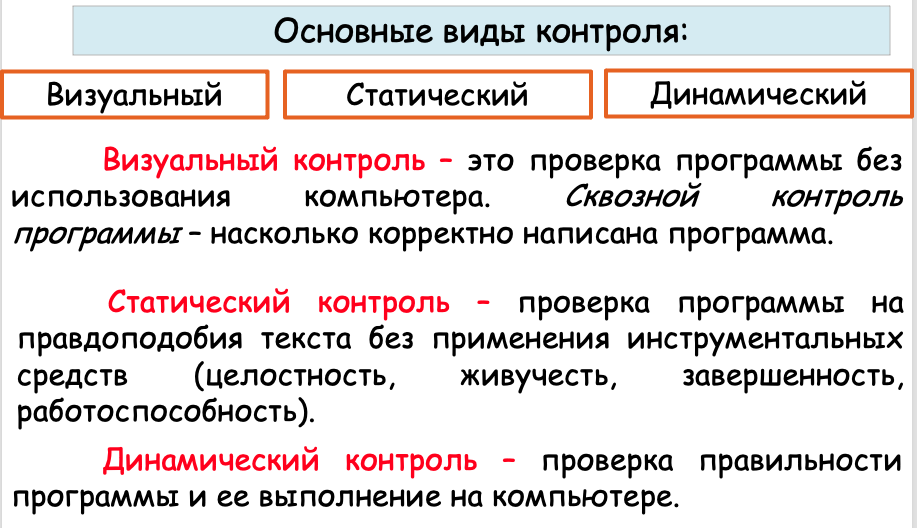 Основные виды контроля:
Визуальный
Статический
Динамический
Визуальный контроль – это проверка программы без
использования компьютера. Сквозной контроль
программы – насколько корректно написана программа.
Статический контроль – проверка программы на
правдоподобия текста без применения инструментальных
средств (целостность, живучесть, завершенность,
работоспособность).
Динамический контроль – проверка правильности
программы и ее выполнение на компьютере.